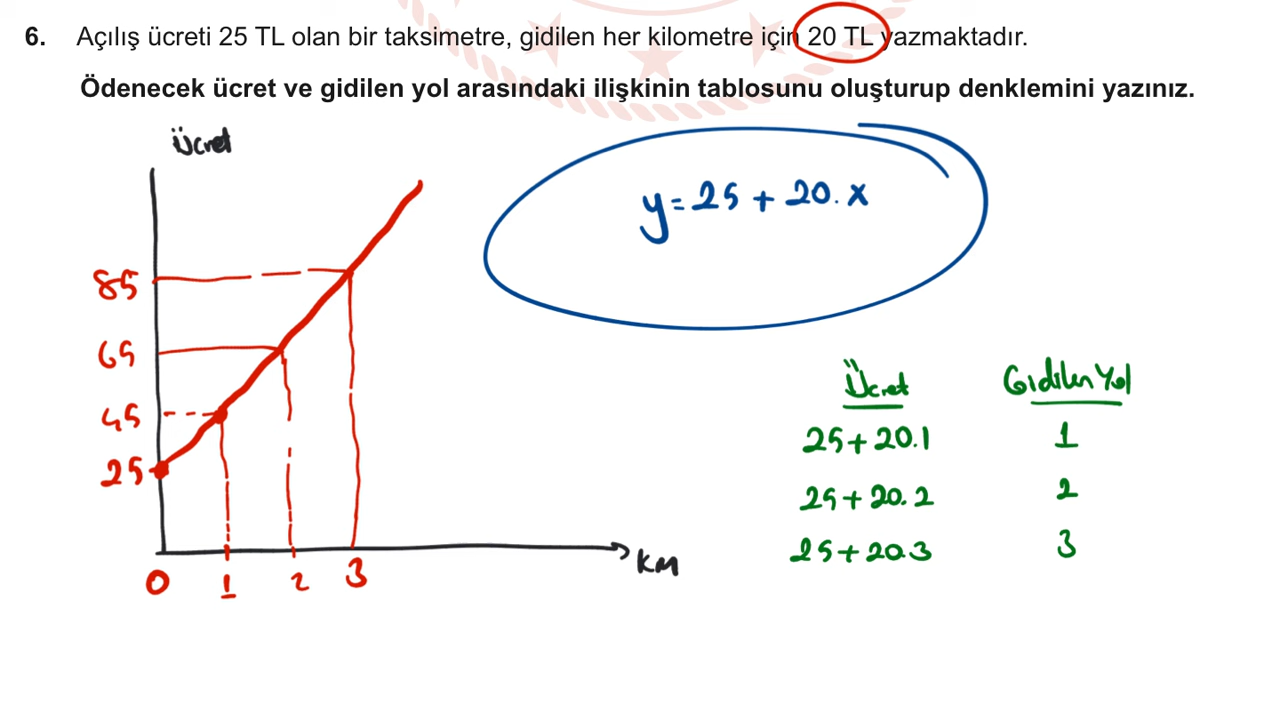 6. Açılış ücreti 25 TL olan bir taksimetre, gidilen her kilometre için 20 TL yazmaktadır.
Ödenecek ücret ve gidilen yol arasındaki ilişkinin tablosunu oluşturup denklemini yazınız.
Ücret
y=25 + 20.x
85
65
45
25
0 1 2 3 KM
Ücret Gidilen Yol
25+20.1 1
25+20.2 2
25+20.3 3